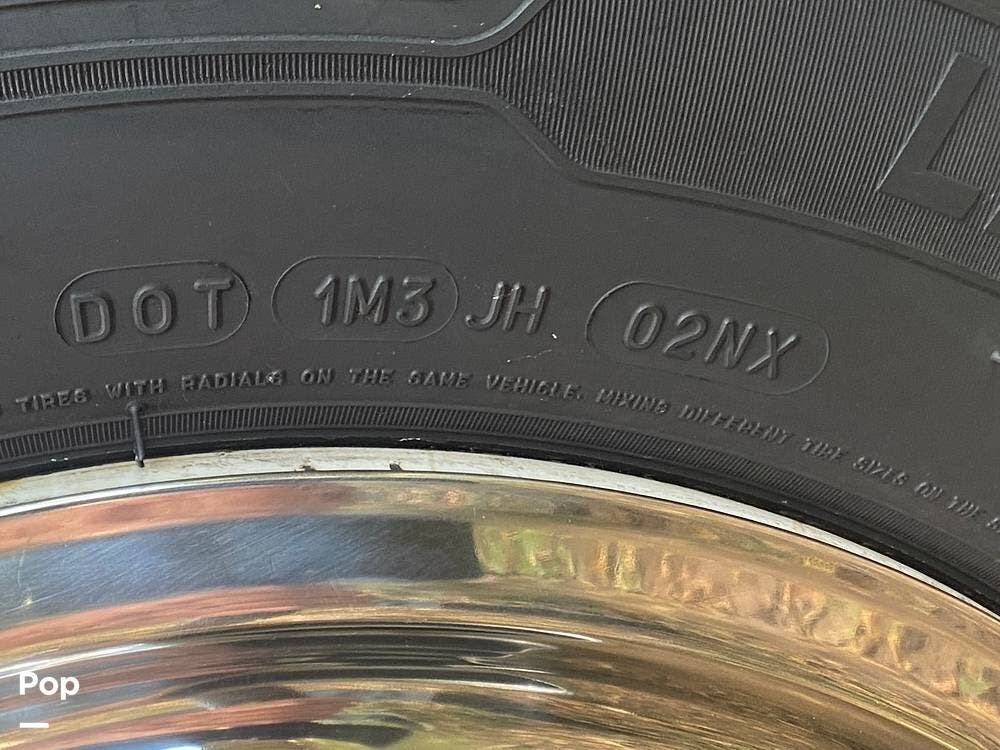 DOT 1M3 JH 02NX
TIRES WITH RADIALS ON THE SAME VEHICLE. MIXING DIFFERENT TIRE SIZES ON THE
Pop